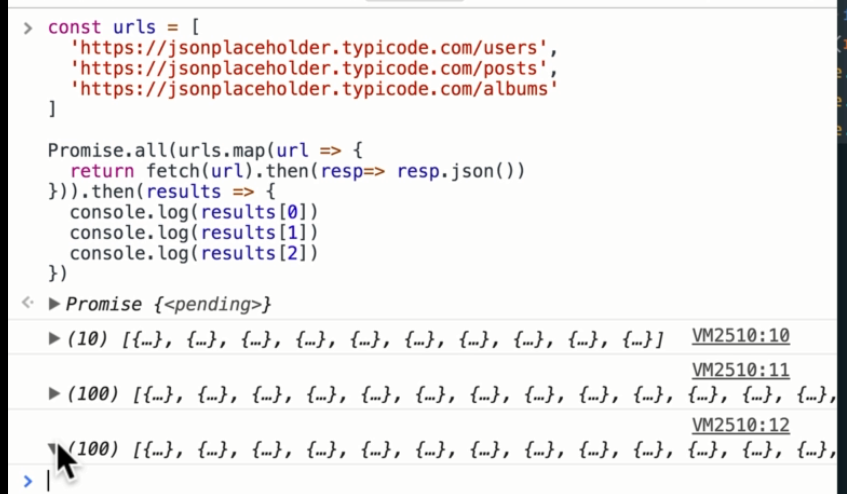 > const urls = [
'https://jsonplaceholder.typicode.com/users',
'https://jsonplaceholder.typicode.com/posts',
'https://jsonplaceholder.typicode.com/albums'
]
Promise.all(urls.map(url => {
return fetch(url).then(resp=> resp.json())
})).then(results => {
console.log(results[0])
console.log(results[1])
console.log(results[2])
})
Promise {<pending>}
(10) [{…}, {…}, {…}, {…}, {…}, {…}, {…}, {…}, {…}, {…}] VM2510:10
VM2510:11
(100) [{…}, {…}, {…}, {…}, {…}, {…}, {…}, {…}, {…}, {…}, {…}, {…}, {…},
VM2510:12
(100) [{…}, {…}, {…}, {…}, {…}, {…}, {…}, {…}, {…}, {…}, {…}, {…}, {…},
>